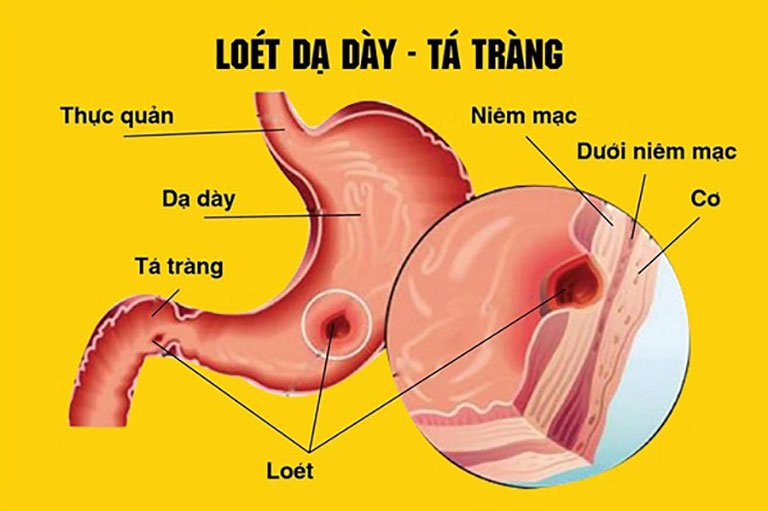 LOÉT DẠ DÀY - TÁ TRÀNG
Thực quản
Niêm mạc
Dưới niêm mạc
Dạ dày
Cơ
Tá tràng
Loét